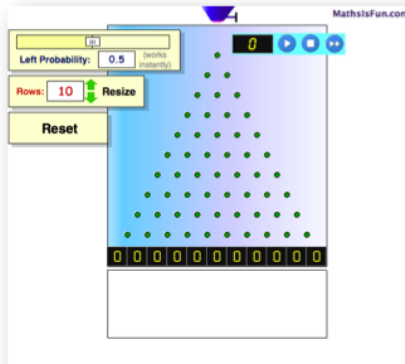 MathsIsFun.com
0
Left Probability: 0.5 (works instantly)
Rows: 10 Resize
Reset
0 0 0 0 0 0 0 0 0 0 0